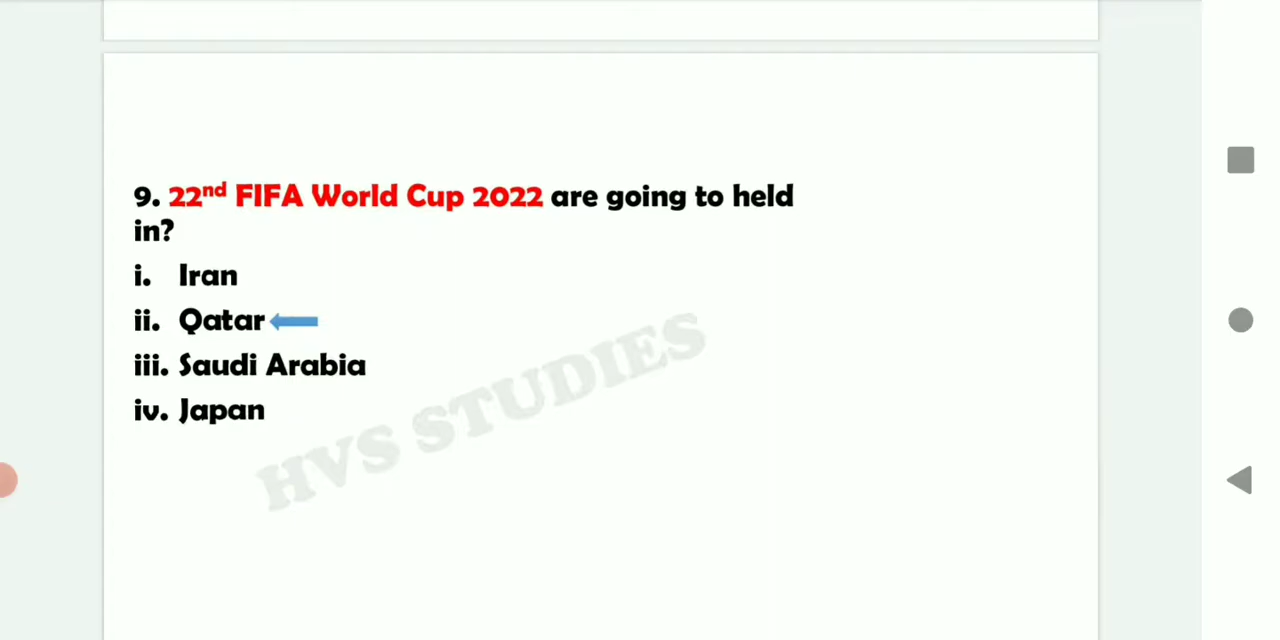 9. 22nd FIFA World Cup 2022 are going to held
in?
i. Iran
ii. Qatar
iii. Saudi Arabia
iv. Japan
HVS STUDIES